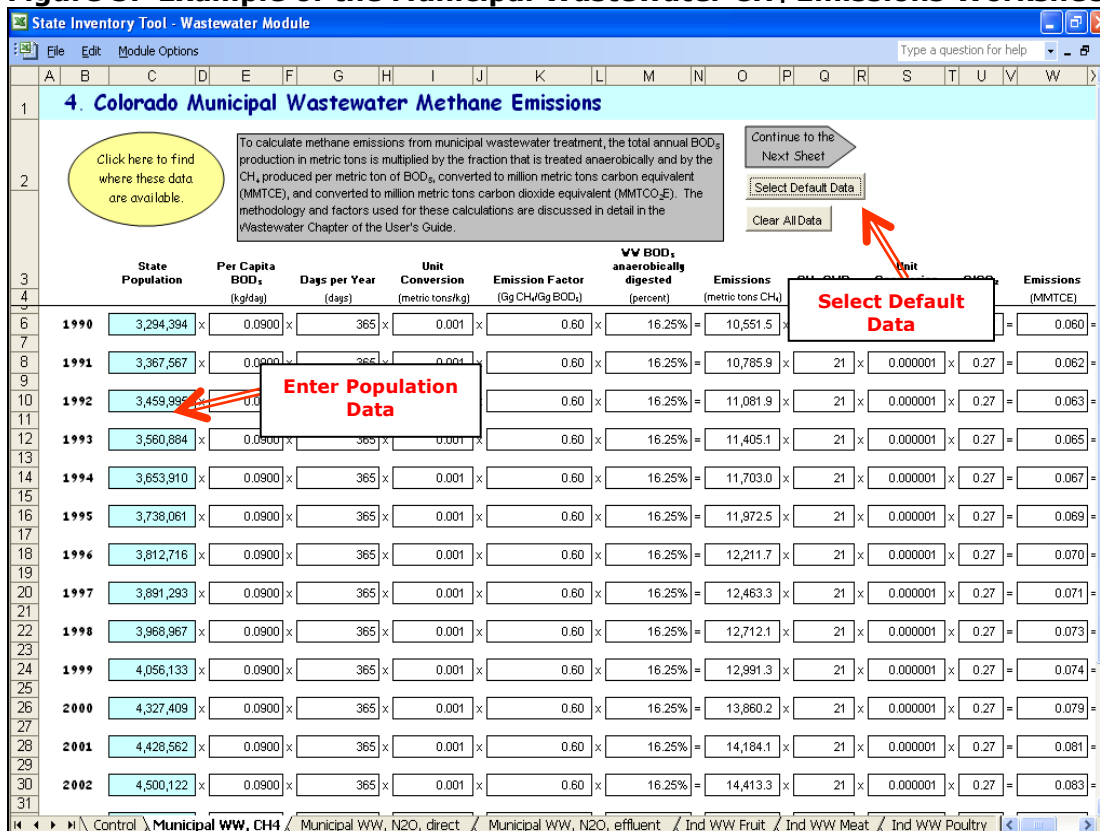 State Inventory Tool - Wastewater Module
File Edit Module Options Type a question for help
A B C D E F G H I J K L M N O P Q R S T U V W
1 4. Colorado Municipal Wastewater Methane Emissions
2
Click here to find
where these data
are available.
To calculate methane emissions from municipal wastewater treatment, the total annual BOD₅
production in metric tons is multiplied by the fraction that is treated anaerobically and by the
CH₄ produced per metric ton of BOD₅, converted to million metric tons carbon equivalent
(MMTCE), and converted to million metric tons carbon dioxide equivalent (MMTCO₂E). The
methodology and factors used for these calculations are discussed in detail in the
Wastewater Chapter of the User's Guide.
Continue to the
Next Sheet
Select Default Data
Clear All Data
3 State Population Per Capita BOD₅ Days per Year Unit Conversion Emission Factor WW BOD₅ anaerobically digested Emissions Unit Emissions
4 (kg/day) (days) (metric tons/kg) (Gg CH₄/Gg BOD₅) (percent) (metric tons CH₄) (MMTCE)
Select Default
Data
6 1990 3,294,394 x 0.0900 x 365 x 0.001 x 0.60 x 16.25% = 10,551.5 x = 0.060 =
7
8 1991 3,367,567 x 0.0900 x 365 x 0.001 x 0.60 x 16.25% = 10,785.9 x 21 x 0.000001 x 0.27 = 0.062 =
9
Enter Population
Data
10 1992 3,459,995 x 0.60 x 16.25% = 11,081.9 x 21 x 0.000001 x 0.27 = 0.063 =
11
12 1993 3,560,884 x 0.0900 x 365 x 0.001 x 0.60 x 16.25% = 11,405.1 x 21 x 0.000001 x 0.27 = 0.065 =
13
14 1994 3,653,910 x 0.0900 x 365 x 0.001 x 0.60 x 16.25% = 11,703.0 x 21 x 0.000001 x 0.27 = 0.067 =
15
16 1995 3,738,061 x 0.0900 x 365 x 0.001 x 0.60 x 16.25% = 11,972.5 x 21 x 0.000001 x 0.27 = 0.069 =
17
18 1996 3,812,716 x 0.0900 x 365 x 0.001 x 0.60 x 16.25% = 12,211.7 x 21 x 0.000001 x 0.27 = 0.070 =
19
20 1997 3,891,293 x 0.0900 x 365 x 0.001 x 0.60 x 16.25% = 12,463.3 x 21 x 0.000001 x 0.27 = 0.071 =
21
22 1998 3,968,967 x 0.0900 x 365 x 0.001 x 0.60 x 16.25% = 12,712.1 x 21 x 0.000001 x 0.27 = 0.073 =
23
24 1999 4,056,133 x 0.0900 x 365 x 0.001 x 0.60 x 16.25% = 12,991.3 x 21 x 0.000001 x 0.27 = 0.074 =
25
26 2000 4,327,409 x 0.0900 x 365 x 0.001 x 0.60 x 16.25% = 13,860.2 x 21 x 0.000001 x 0.27 = 0.079 =
27
28 2001 4,428,562 x 0.0900 x 365 x 0.001 x 0.60 x 16.25% = 14,184.1 x 21 x 0.000001 x 0.27 = 0.081 =
29
30 2002 4,500,122 x 0.0900 x 365 x 0.001 x 0.60 x 16.25% = 14,413.3 x 21 x 0.000001 x 0.27 = 0.083 =
31
Control Municipal WW, CH4 Municipal WW, N2O, direct Municipal WW, N2O, effluent Ind WW Fruit Ind WW Meat Ind WW Poultry